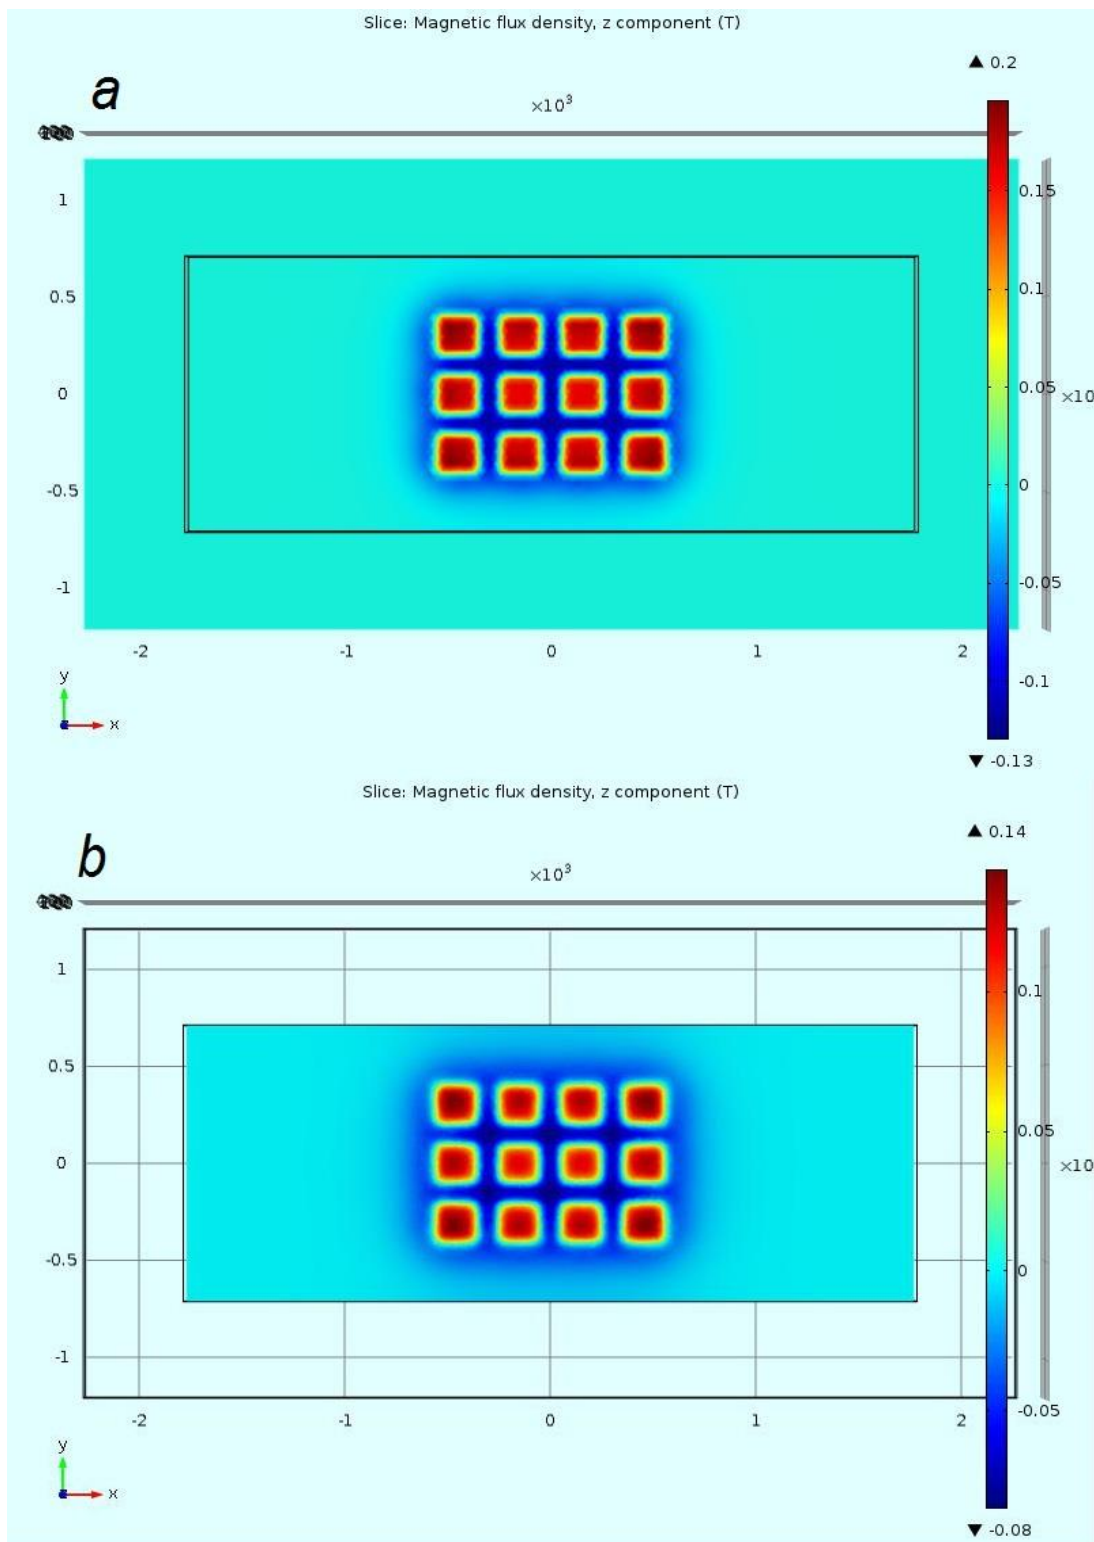 Slice: Magnetic flux density, z component (T)
a
▲ 0.2
×10³
1
0.5
0
-0.5
-1
0.15
0.1
0.05
0
-0.05
-0.1
×10
-2 -1 0 1 2
y
x
▼ -0.13
Slice: Magnetic flux density, z component (T)
b
▲ 0.14
×10³
1
0.5
0
-0.5
-1
0.1
0.05
0
-0.05
×10
-2 -1 0 1 2
y
x
▼ -0.08